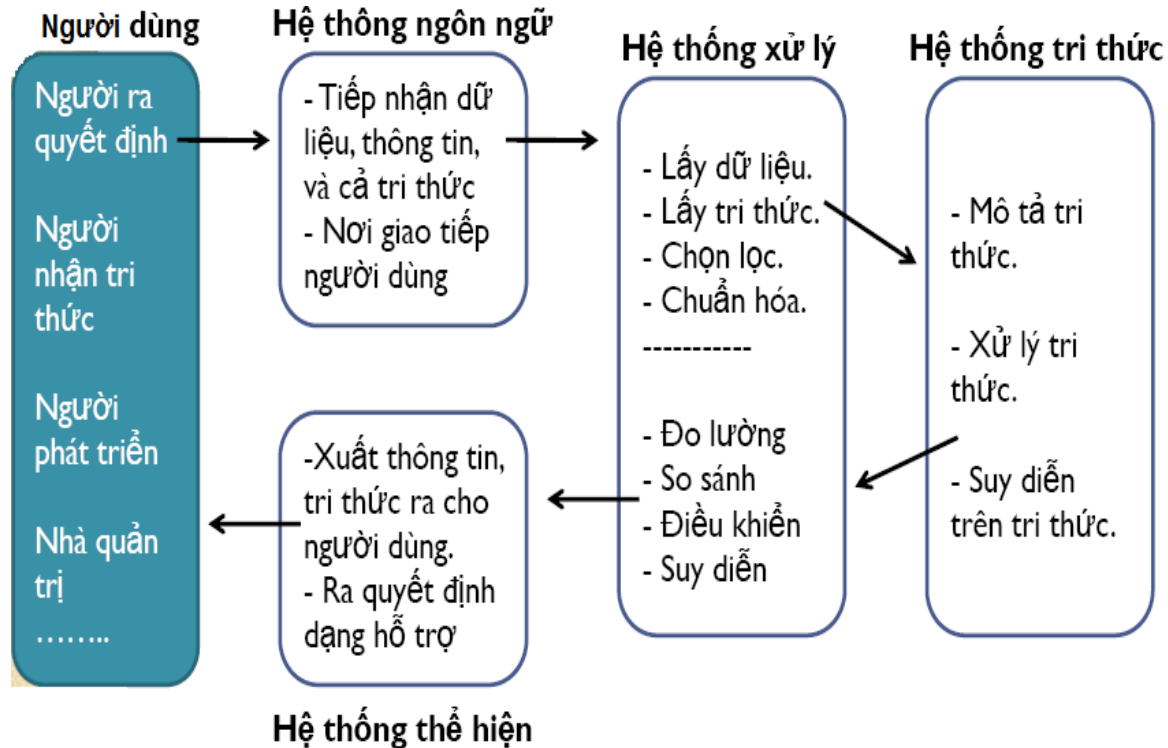 Người dùng
Người ra
quyết định
Người
nhận tri
thức
Người
phát triển
Nhà quản
trị
……..
Hệ thông ngôn ngữ
- Tiếp nhận dữ
liệu, thông tin,
và cả tri thức
- Nơi giao tiếp
người dùng
Hệ thống xử lý
- Lấy dữ liệu.
- Lấy tri thức.
- Chọn lọc.
- Chuẩn hóa.
-----------
- Đo lường
- So sánh
- Điều khiển
- Suy diễn
Hệ thống tri thức
- Mô tả tri
thức.
- Xử lý tri
thức.
- Suy diễn
trên tri thức.
-Xuất thông tin,
tri thức ra cho
người dùng.
- Ra quyết định
dạng hỗ trợ
Hệ thống thể hiện